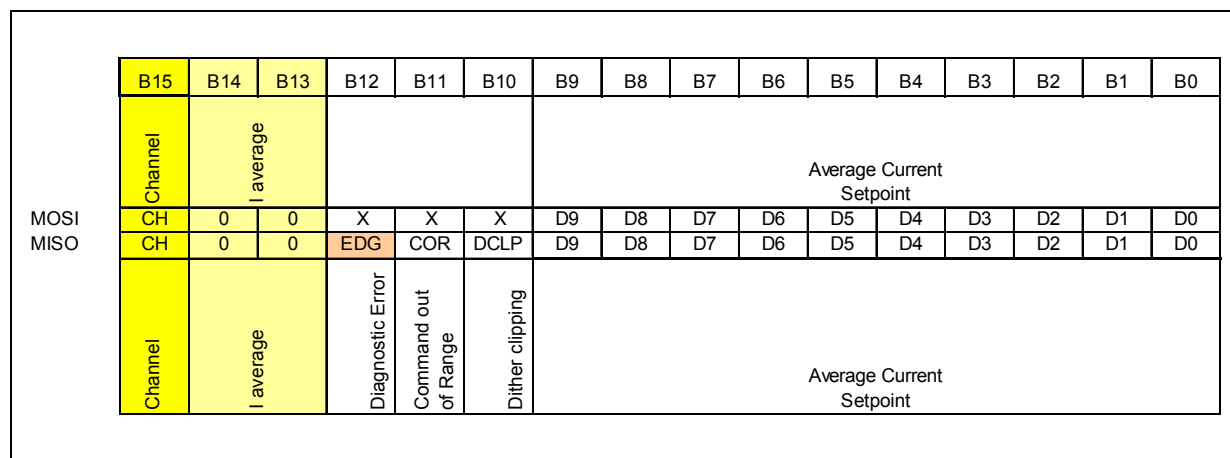 B15 B14 B13 B12 B11 B10 B9 B8 B7 B6 B5 B4 B3 B2 B1 B0
Channel
I average
Average Current
Setpoint
MOSI CH 0 0 X X X D9 D8 D7 D6 D5 D4 D3 D2 D1 D0
MISO CH 0 0 EDG COR DCLP D9 D8 D7 D6 D5 D4 D3 D2 D1 D0
Channel
I average
Diagnostic Error
Command out
of Range
Dither clipping
Average Current
Setpoint